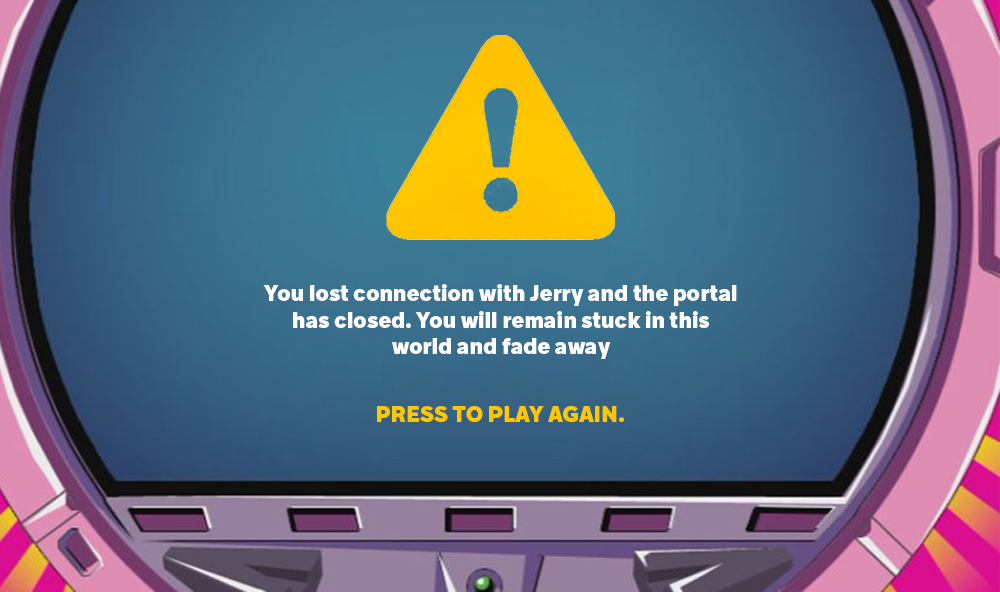 You lost connection with Jerry and the portal
has closed. You will remain stuck in this
world and fade away
PRESS TO PLAY AGAIN.